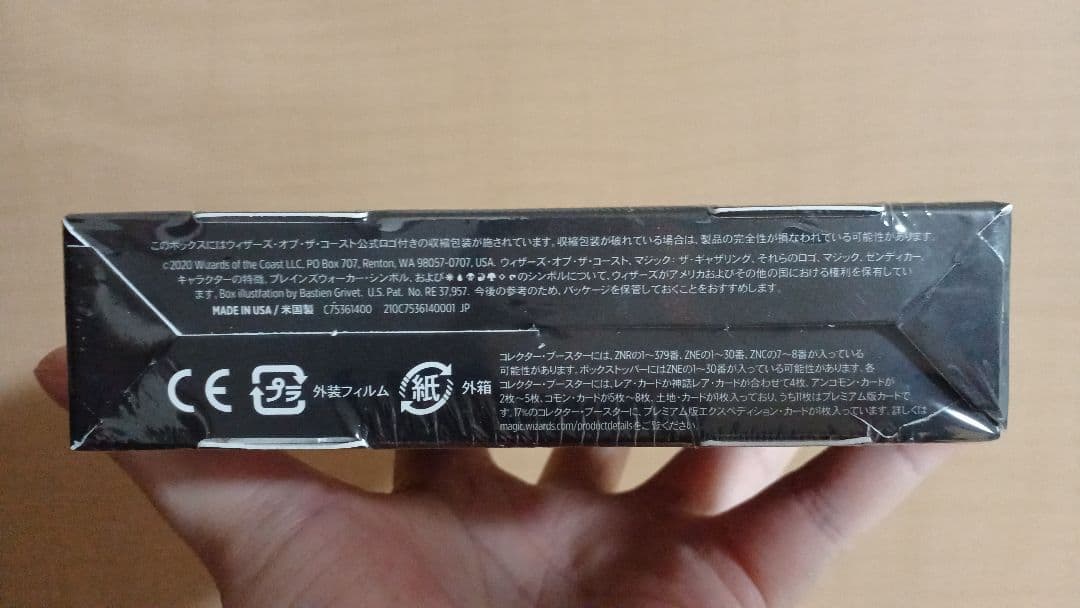 このボックスにはウィザーズ・オブ・ザ・コースト公式ロゴ付きの収縮包装が施されています。収縮包装が破れている場合は、製品の完全性が損なわれている可能性があります。
©2020 Wizards of the Coast LLC, PO Box 707, Renton, WA 98057-0707, USA. ウィザーズ・オブ・ザ・コースト、マジック：ザ・ギャザリング、それらのロゴ、マジック、ゼンディカー、
キャラクターの特徴、プレインズウォーカー・シンボル、および のシンボルについて、ウィザーズがアメリカおよびその他の国における権利を保有してい
ます。Box illustration by Bastien Grivet. U.S. Pat. No. RE 37,957. 今後の参考のため、パッケージを保管しておくことをおすすめします。
MADE IN USA / 米国製 C75361400 210C7536140001 JP
コレクター・ブースターには、ZNRの1～379番、ZNEの1～30番、ZNCの7～8番が入っている
可能性があります。ボックストッパーにはZNEの1～30番が入っている可能性があります。各
コレクター・ブースターには、レア・カードか神話レア・カードが合わせて4枚、アンコモン・カードが
2枚～5枚、コモン・カードが5枚～8枚、土地・カードが1枚入っており、うち11枚はプレミアム版カードで
す。17%のコレクター・ブースターに、プレミアム版エクスペディション・カードが1枚入っています。詳しくは
magic.wizards.com/productdetailsをご覧ください。
CE プラ 外装フィルム 紙 外箱